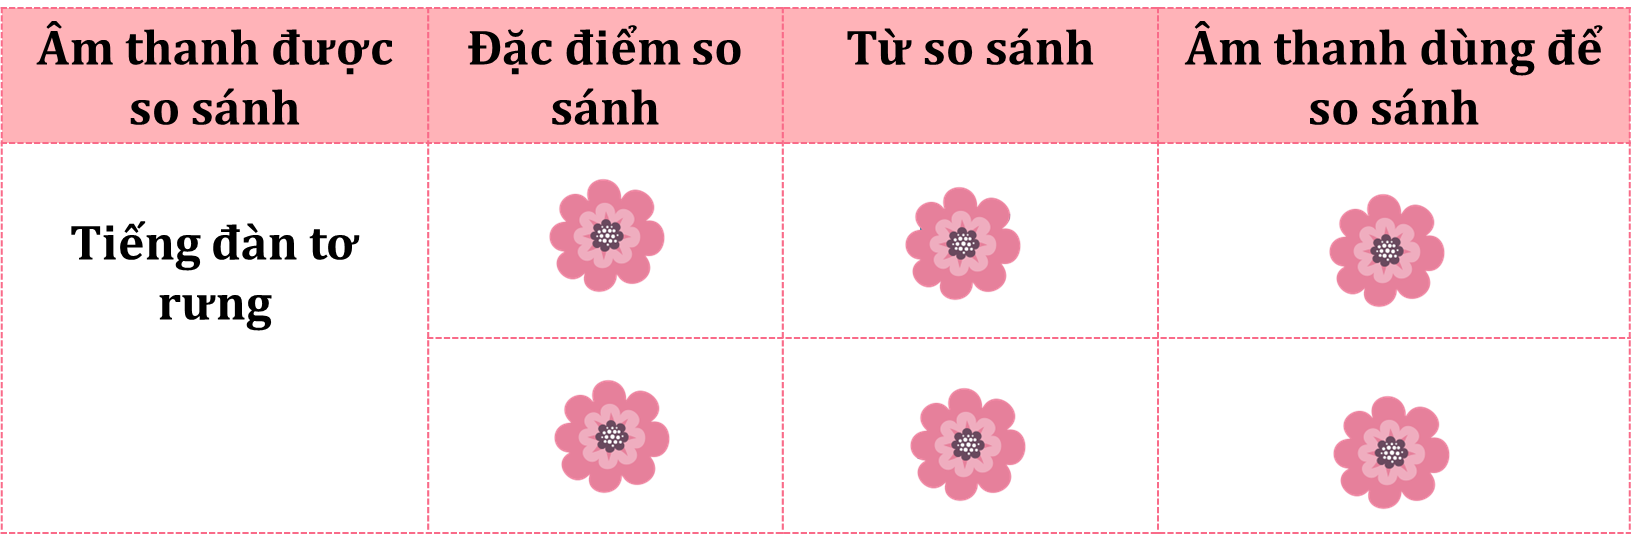 Âm thanh được
so sánh
Đặc điểm so
sánh
Từ so sánh
Âm thanh dùng để
so sánh
Tiếng đàn tơ
rưng